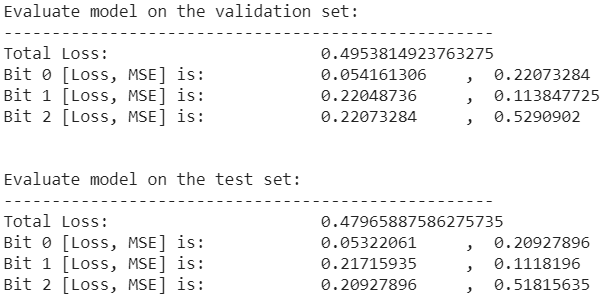 Evaluate model on the validation set:
-------------------------------------------------
Total Loss: 0.4953814923763275
Bit 0 [Loss, MSE] is: 0.054161306 , 0.22073284
Bit 1 [Loss, MSE] is: 0.22048736 , 0.113847725
Bit 2 [Loss, MSE] is: 0.22073284 , 0.5290902
Evaluate model on the test set:
-------------------------------------------------
Total Loss: 0.47965887586275735
Bit 0 [Loss, MSE] is: 0.05322061 , 0.20927896
Bit 1 [Loss, MSE] is: 0.21715935 , 0.1118196
Bit 2 [Loss, MSE] is: 0.20927896 , 0.51815635